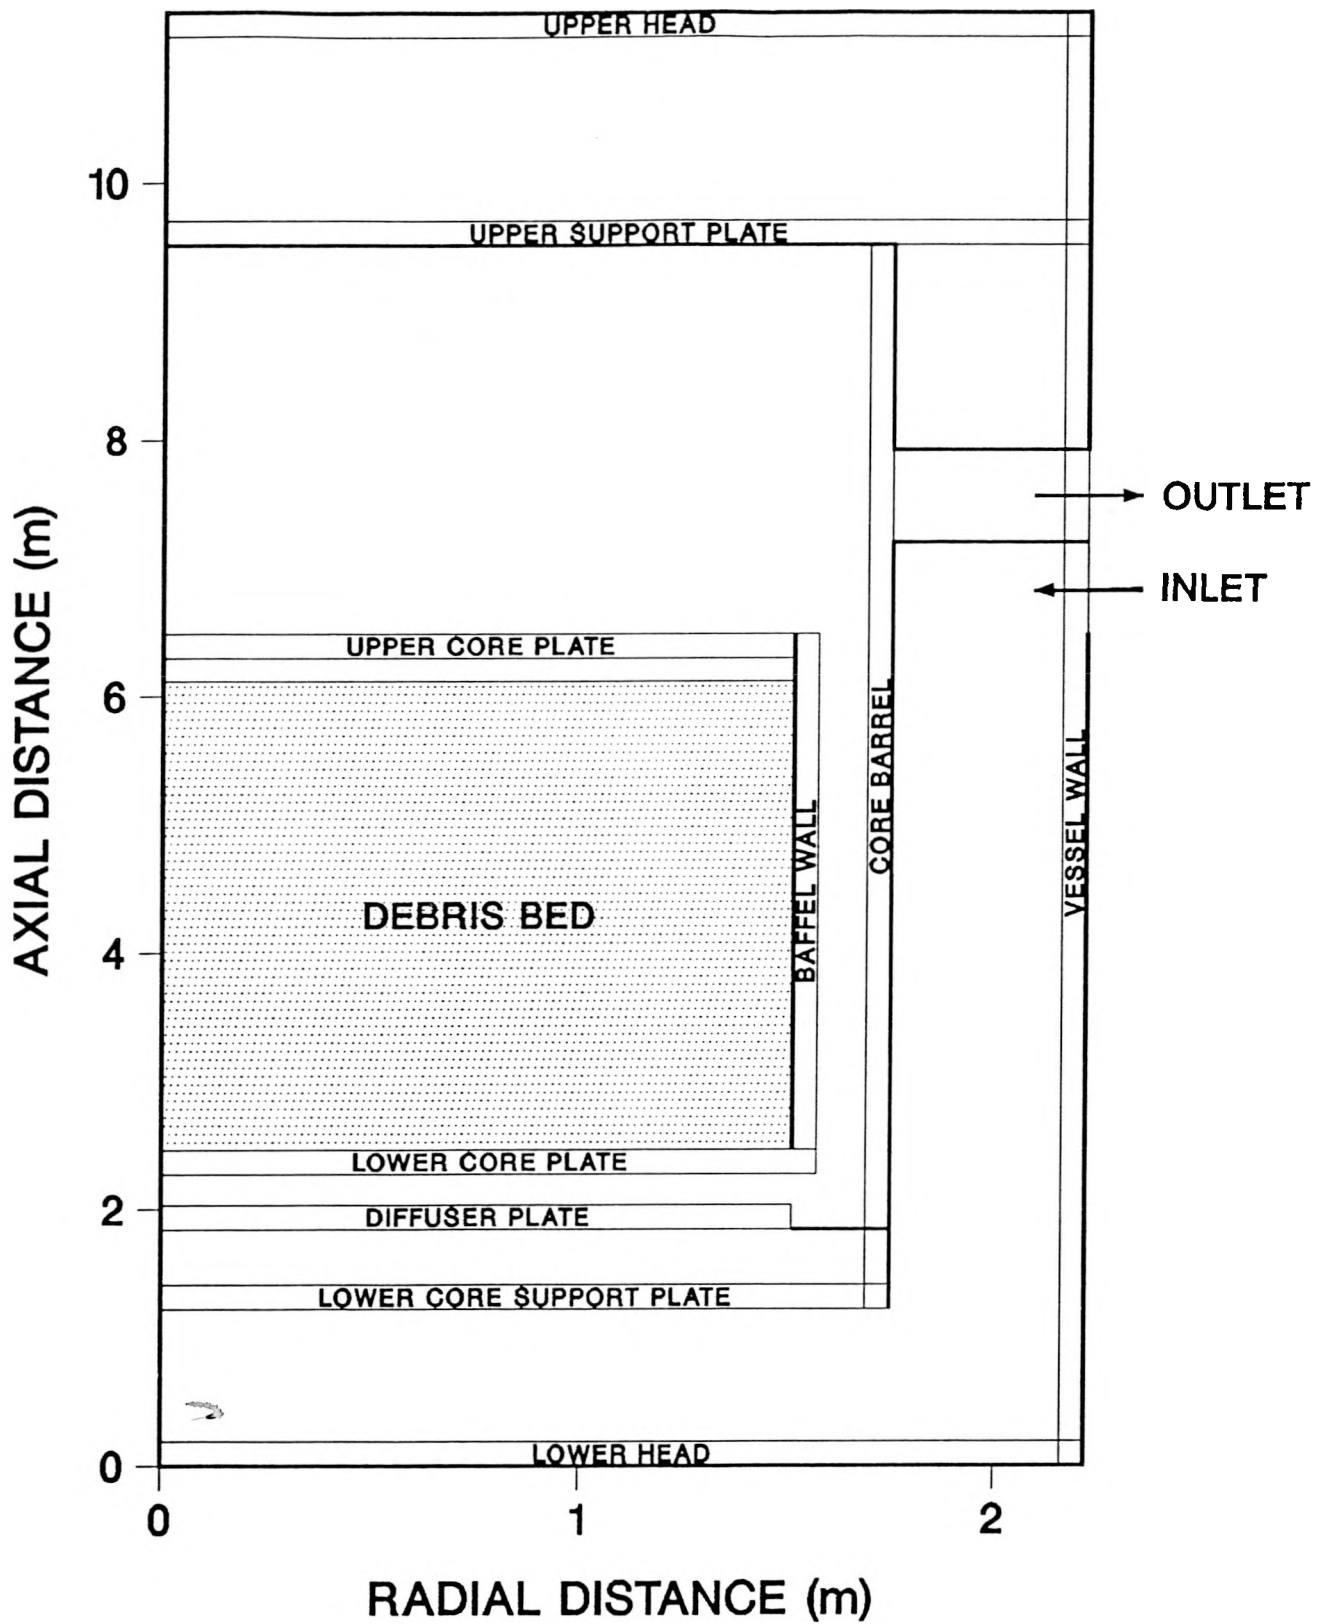 UPPER HEAD
10
UPPER SUPPORT PLATE
8
OUTLET
INLET
UPPER CORE PLATE
6
CORE BARREL
VESSEL WALL
BAFFEL WALL
AXIAL DISTANCE (m)
DEBRIS BED
4
LOWER CORE PLATE
2
DIFFUSER PLATE
LOWER CORE SUPPORT PLATE
LOWER HEAD
0
0 1 2
RADIAL DISTANCE (m)